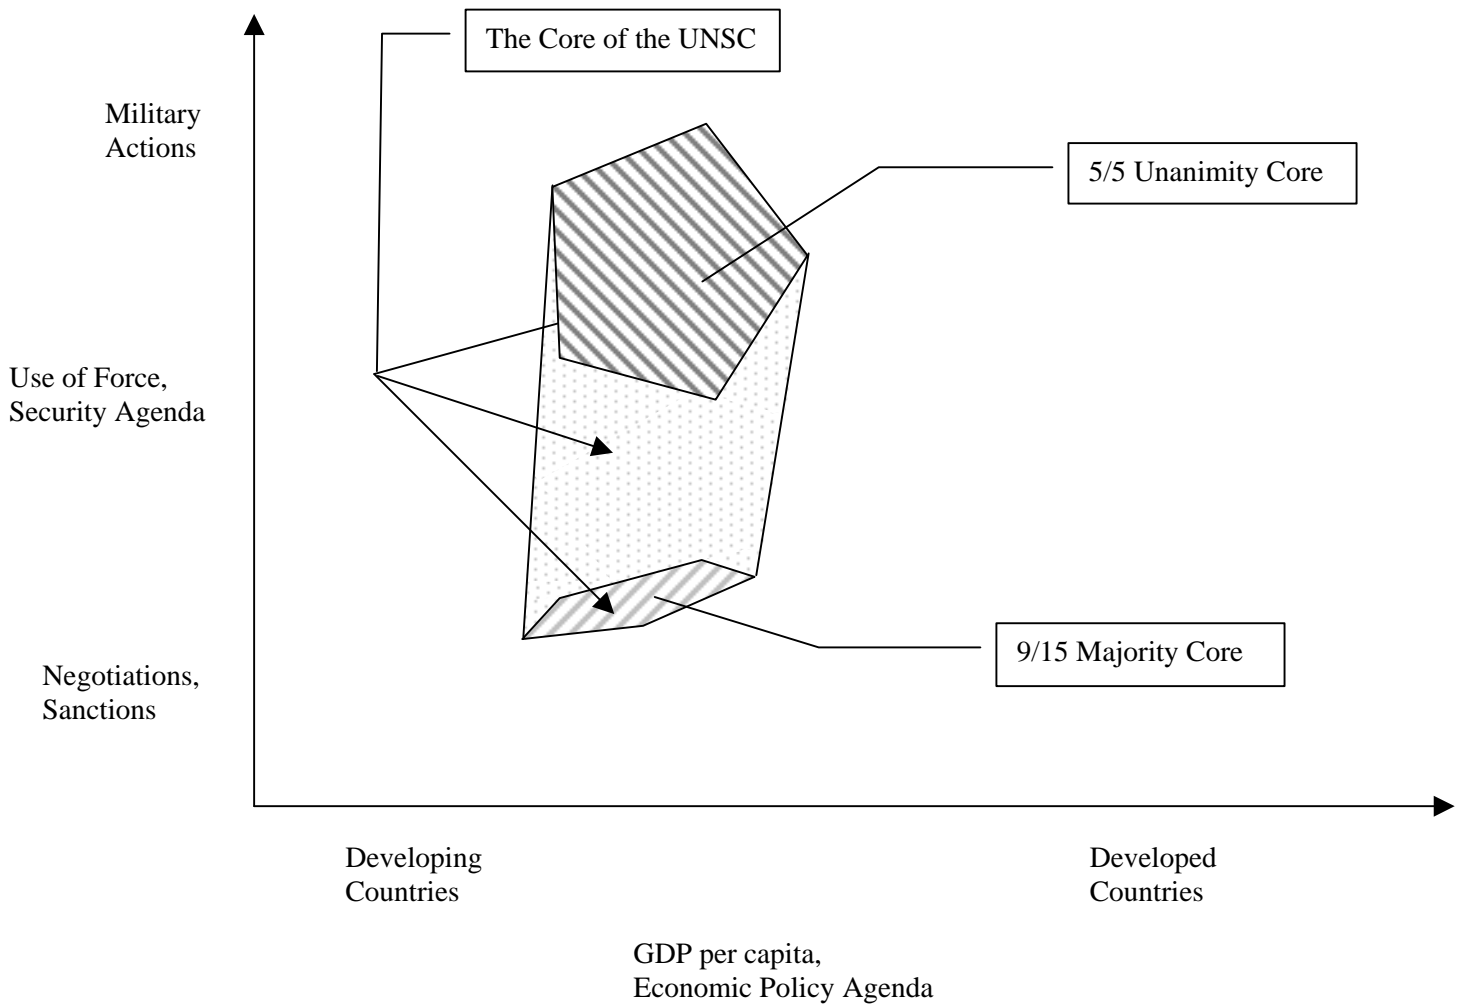 The Core of the UNSC
Military
Actions
5/5 Unanimity Core
Use of Force,
Security Agenda
9/15 Majority Core
Negotiations,
Sanctions
Developing
Countries
Developed
Countries
GDP per capita,
Economic Policy Agenda